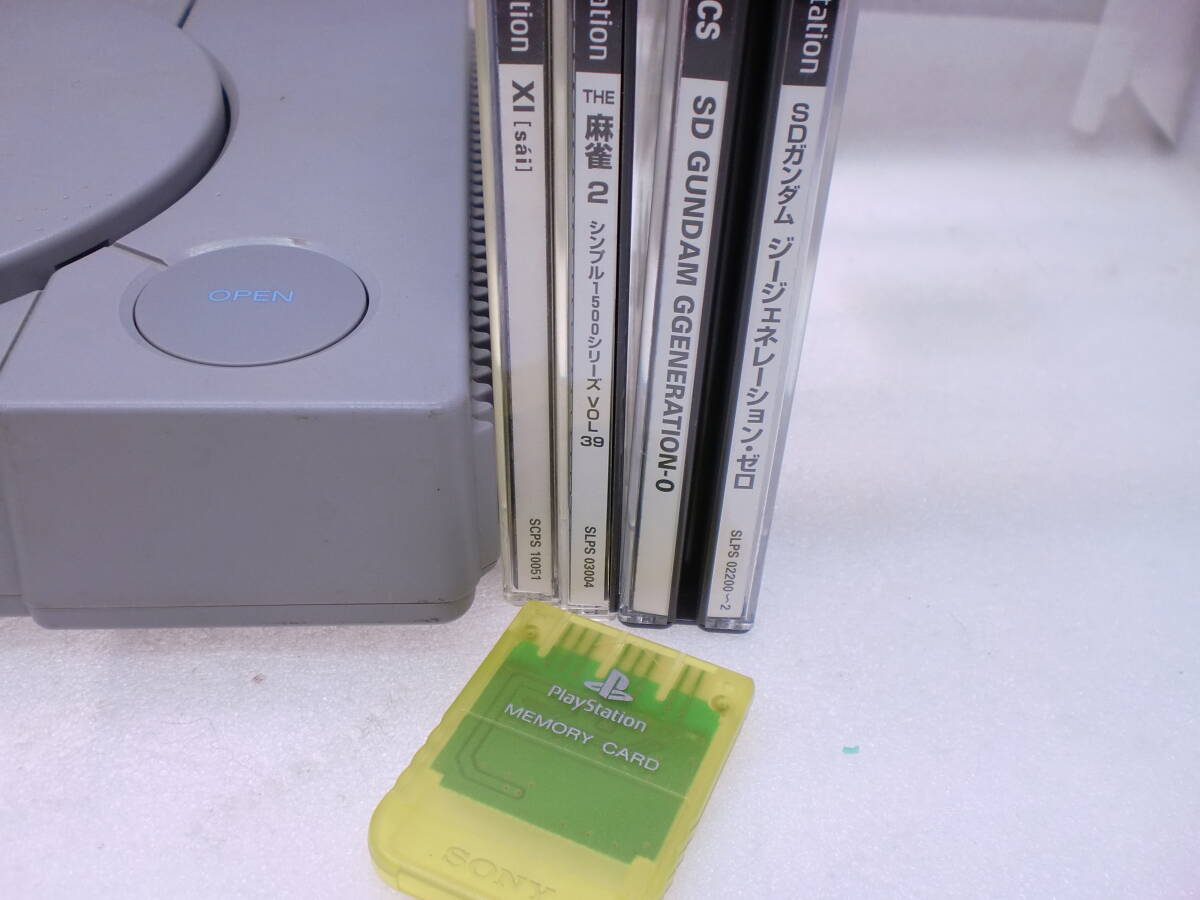 OPEN
tation
XI [sái]
SCPS 10051
tation
THE 麻雀 2 シンプル1500シリーズ VOL 39
SLPS 03004
CS
SD GUNDAM GGENERATION-0
tation
SDガンダム ジージェネレーション・ゼロ
SLPS 02200～2
PlayStation
MEMORY CARD
SONY